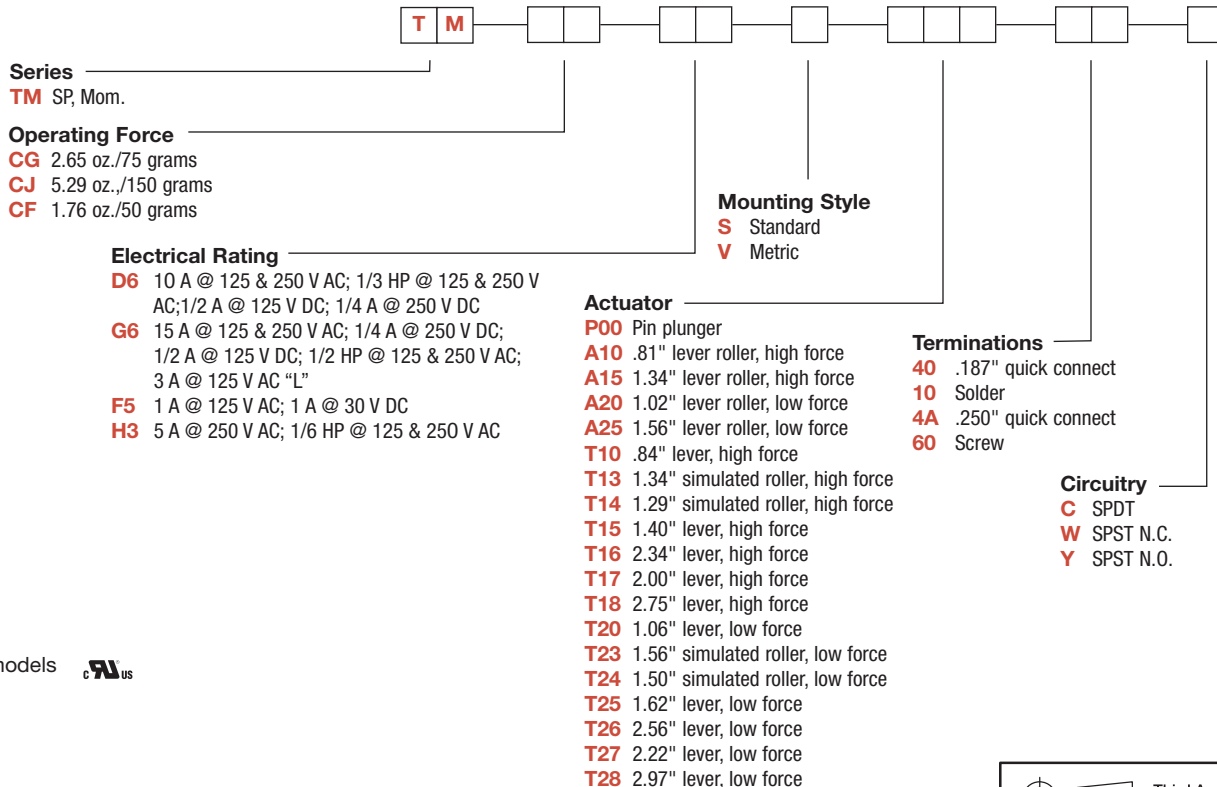 T M
Series
TM SP, Mom.
Operating Force
CG 2.65 oz./75 grams
CJ 5.29 oz.,/150 grams
CF 1.76 oz./50 grams
Electrical Rating
D6 10 A @ 125 & 250 V AC; 1/3 HP @ 125 & 250 V
AC;1/2 A @ 125 V DC; 1/4 A @ 250 V DC
G6 15 A @ 125 & 250 V AC; 1/4 A @ 250 V DC;
1/2 A @ 125 V DC; 1/2 HP @ 125 & 250 V AC;
3 A @ 125 V AC “L”
F5 1 A @ 125 V AC; 1 A @ 30 V DC
H3 5 A @ 250 V AC; 1/6 HP @ 125 & 250 V AC
Mounting Style
S Standard
V Metric
Actuator
P00 Pin plunger
A10 .81" lever roller, high force
A15 1.34" lever roller, high force
A20 1.02" lever roller, low force
A25 1.56" lever roller, low force
T10 .84" lever, high force
T13 1.34" simulated roller, high force
T14 1.29" simulated roller, high force
T15 1.40" lever, high force
T16 2.34" lever, high force
T17 2.00" lever, high force
T18 2.75" lever, high force
T20 1.06" lever, low force
T23 1.56" simulated roller, low force
T24 1.50" simulated roller, low force
T25 1.62" lever, low force
T26 2.56" lever, low force
T27 2.22" lever, low force
T28 2.97" lever, low force
Terminations
40 .187" quick connect
10 Solder
4A .250" quick connect
60 Screw
Circuitry
C SPDT
W SPST N.C.
Y SPST N.O.
models c RU us
Third A